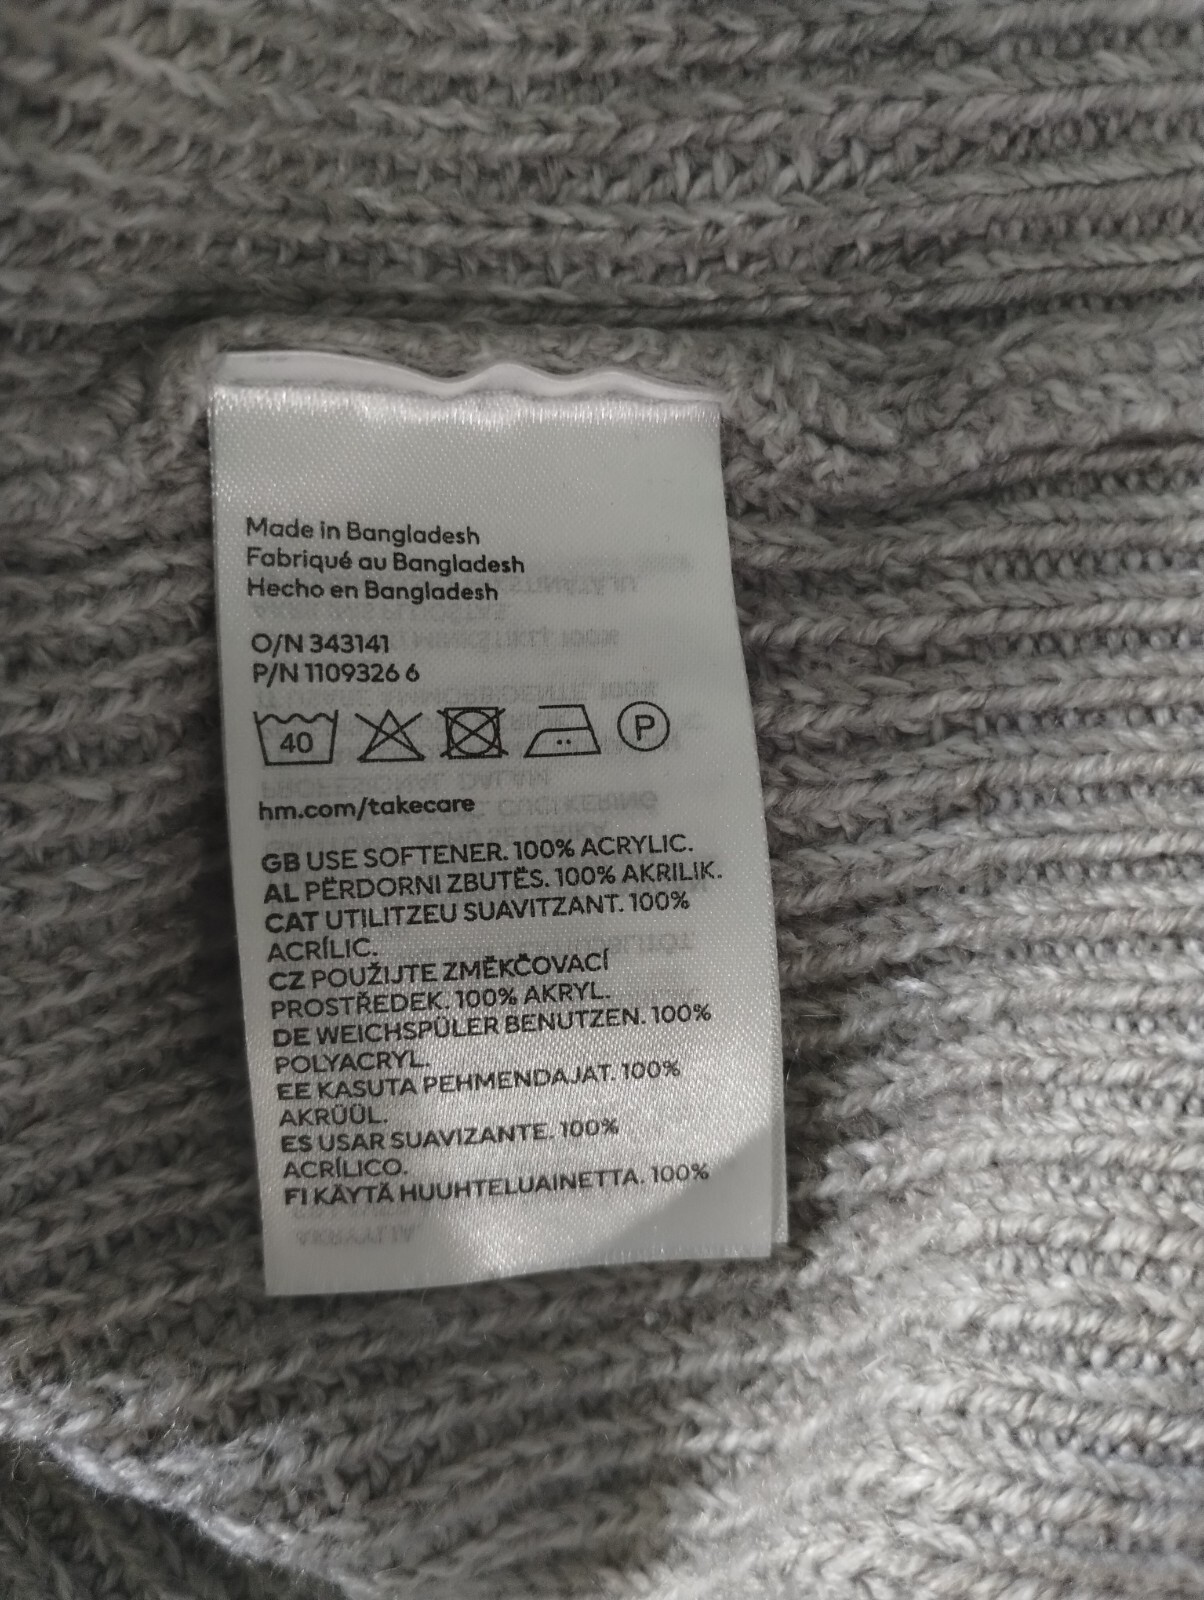 Made in Bangladesh
Fabriqué au Bangladesh
Hecho en Bangladesh
O/N 343141
P/N 1109326 6
40
P
hm.com/takecare
GB USE SOFTENER. 100% ACRYLIC.
AL PËRDORNI ZBUTËS. 100% AKRILIK.
CAT UTILITZEU SUAVITZANT. 100%
ACRÍLIC.
CZ POUŽIJTE ZMĚKČOVACÍ
PROSTŘEDEK. 100% AKRYL.
DE WEICHSPÜLER BENUTZEN. 100%
POLYACRYL.
EE KASUTA PEHMENDAJAT. 100%
AKRÜÜL.
ES USAR SUAVIZANTE. 100%
ACRÍLICO.
FI KÄYTÄ HUUHTELUAINETTA. 100%